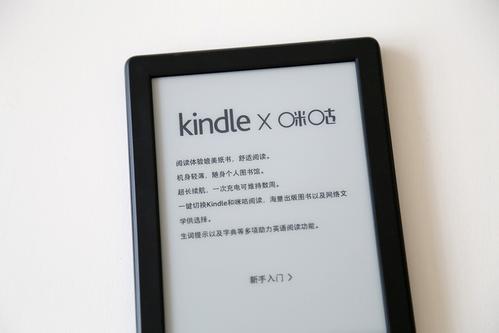 kindle X 咪咕
阅读体验媲美纸书，舒适阅读。
机身轻薄，随身个人图书馆。
超长续航，一次充电可维持数周。
一键切换Kindle和咪咕阅读，海量出版图书以及网络文
学供选择。
生词提示以及字典等多项助力英语阅读功能。
新手入门 >